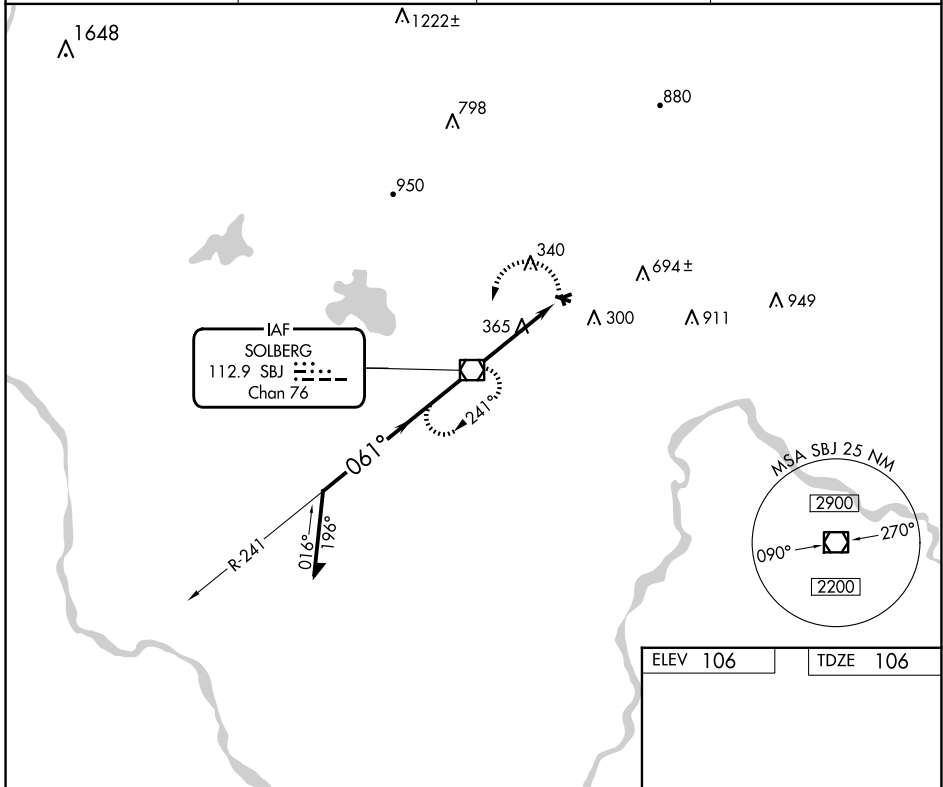 1648
1222±
798
880
950
340
694±
949
365
300
911
IAF
SOLBERG
112.9 SBJ
Chan 76
241°
061°
R-241
016°
196°
MSA SBJ 25 NM
2900
270°
090°
2200
ELEV 106
TDZE 106